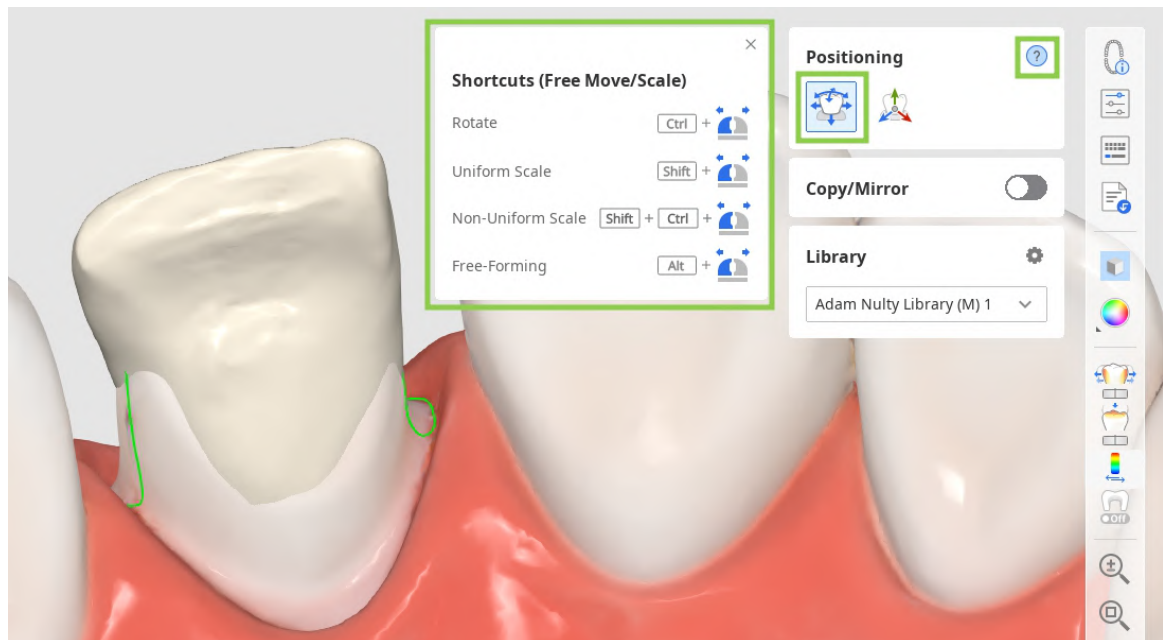 Shortcuts (Free Move/Scale)
Rotate Ctrl +
Uniform Scale Shift +
Non-Uniform Scale Shift + Ctrl +
Free-Forming Alt +
Positioning ?
Copy/Mirror
Library
Adam Nulty Library (M) 1
Off